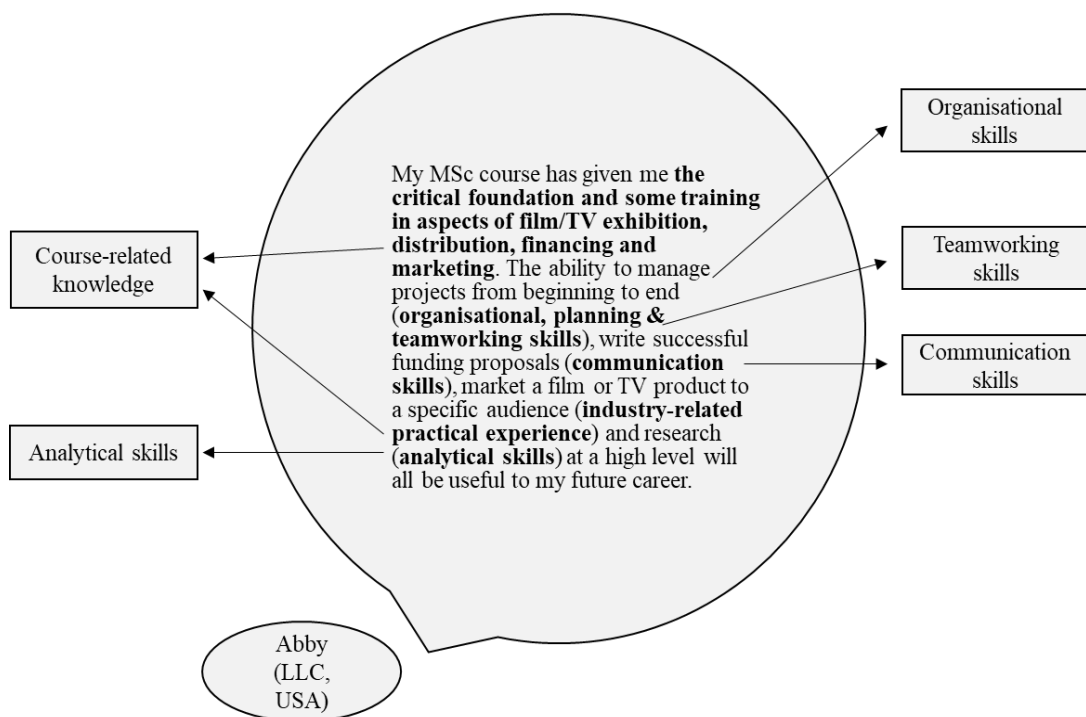 Organisational
skills
My MSc course has given me the
critical foundation and some training
in aspects of film/TV exhibition,
distribution, financing and
marketing. The ability to manage
projects from beginning to end
(organisational, planning &
teamworking skills), write successful
funding proposals (communication
skills), market a film or TV product to
a specific audience (industry-related
practical experience) and research
(analytical skills) at a high level will
all be useful to my future career.
Course-related
knowledge
Teamworking
skills
Communication
skills
Analytical skills
Abby
(LLC,
USA)